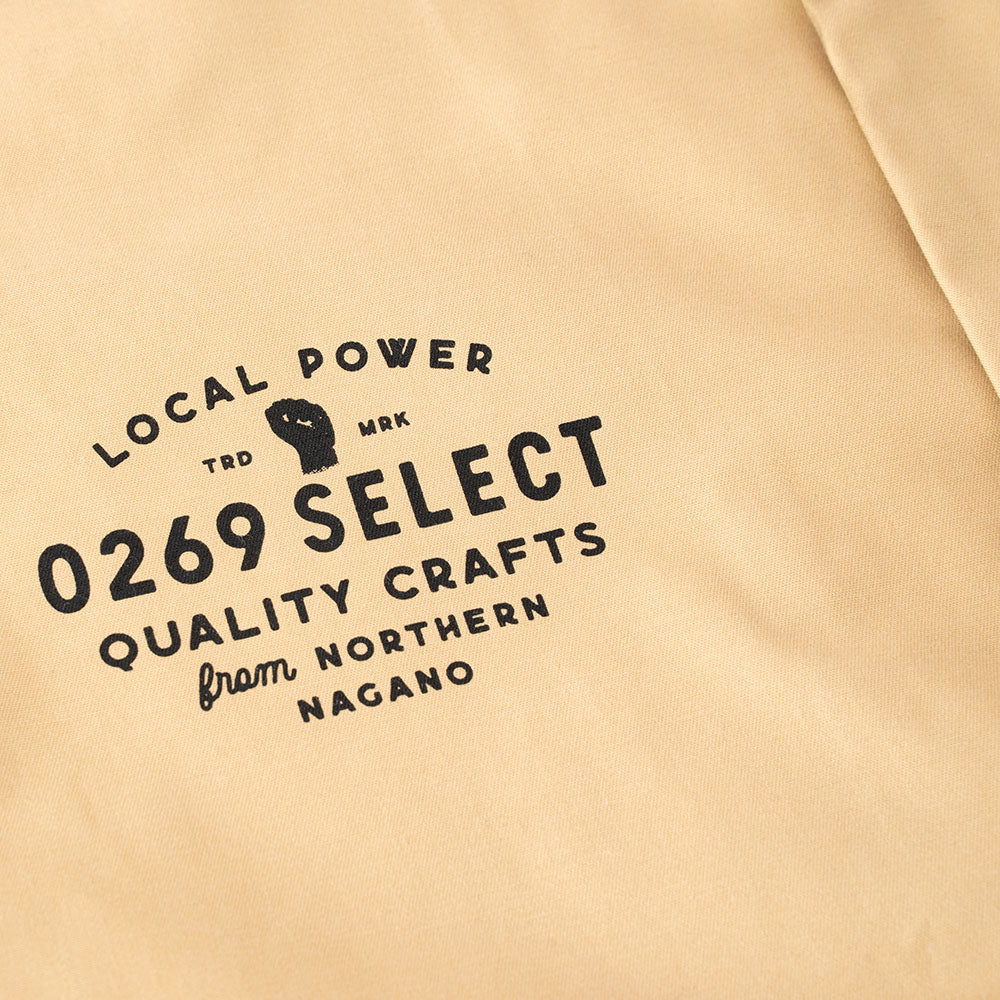 LOCAL POWER
TRD MRK
0269 SELECT
QUALITY CRAFTS
from NORTHERN
NAGANO